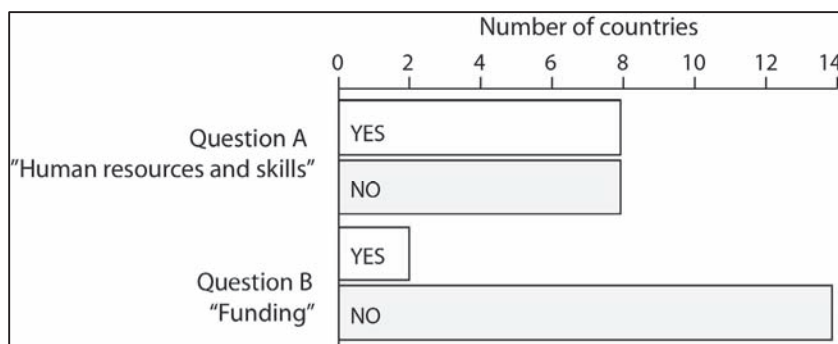 Number of countries
0 2 4 6 8 10 12 14
Question A
"Human resources and skills"
YES
NO
Question B
“Funding”
YES
NO